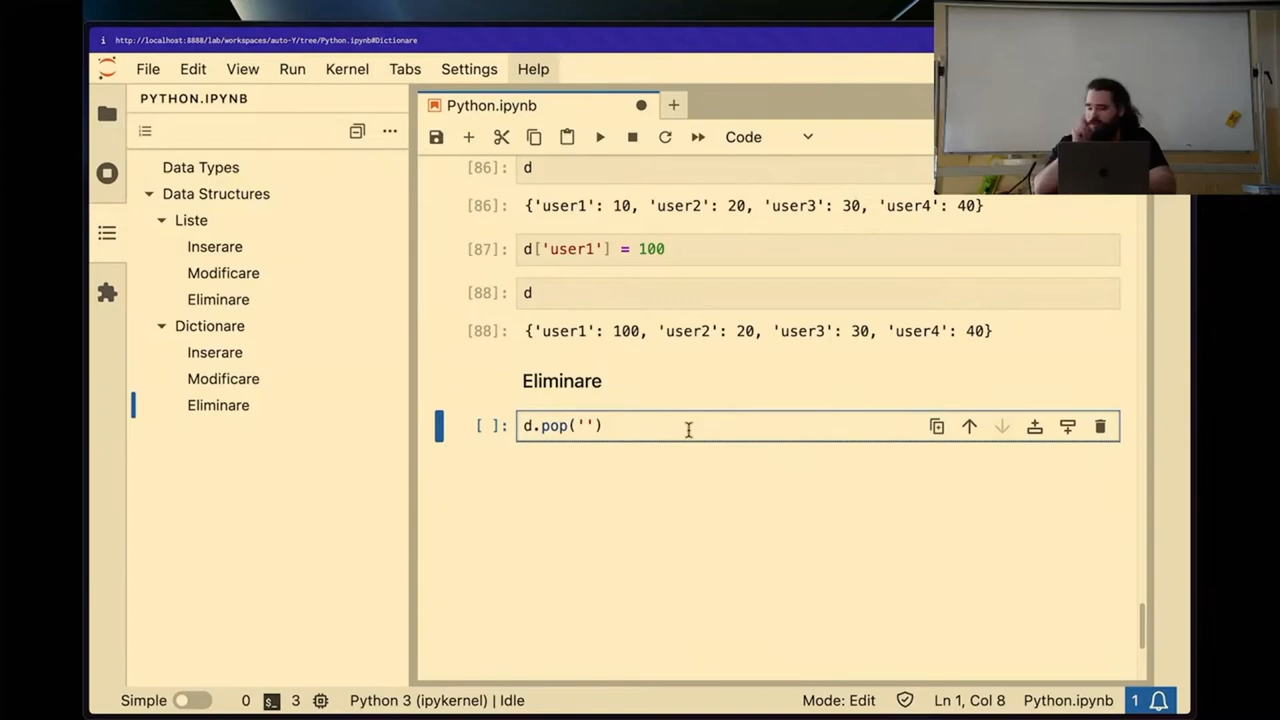 http://localhost:8888/lab/workspaces/auto-Y/tree/Python.ipynb#Dictionare
File Edit View Run Kernel Tabs Settings Help
PYTHON.IPYNB
Data Types
Data Structures
Liste
Inserare
Modificare
Eliminare
Dictionare
Inserare
Modificare
Eliminare
Python.ipynb
Code
[86]: d
[86]: {'user1': 10, 'user2': 20, 'user3': 30, 'user4': 40}
[87]: d['user1'] = 100
[88]: d
[88]: {'user1': 100, 'user2': 20, 'user3': 30, 'user4': 40}
Eliminare
[ ]: d.pop('')
Simple 0 3 Python 3 (ipykernel) | Idle Mode: Edit Ln 1, Col 8 Python.ipynb 1